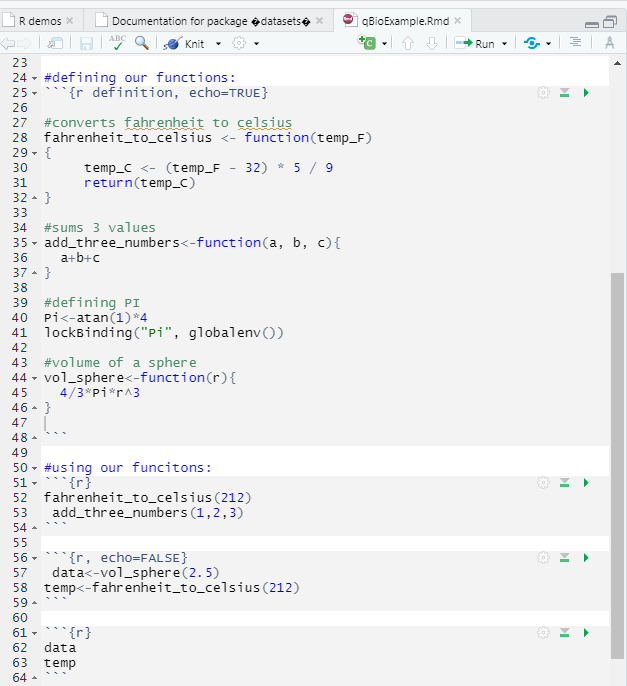 R demos
Documentation for package �datasets�
qBioExample.Rmd
ABC
Knit
Run
23
24 #defining our functions:
25 ```{r definition, echo=TRUE}
26
27 #converts fahrenheit to celsius
28 fahrenheit_to_celsius <- function(temp_F)
29 {
30 temp_C <- (temp_F - 32) * 5 / 9
31 return(temp_C)
32 }
33
34 #sums 3 values
35 add_three_numbers<-function(a, b, c){
36 a+b+c
37 }
38
39 #defining PI
40 Pi<-atan(1)*4
41 lockBinding("Pi", globalenv())
42
43 #volume of a sphere
44 vol_sphere<-function(r){
45 4/3*Pi*r^3
46 }
47
48 ```
49
50 #using our funcitons:
51 ```{r}
52 fahrenheit_to_celsius(212)
53 add_three_numbers(1,2,3)
54 ```
55
56 ```{r, echo=FALSE}
57 data<-vol_sphere(2.5)
58 temp<-fahrenheit_to_celsius(212)
59 ```
60
61 ```{r}
62 data
63 temp
64 ```